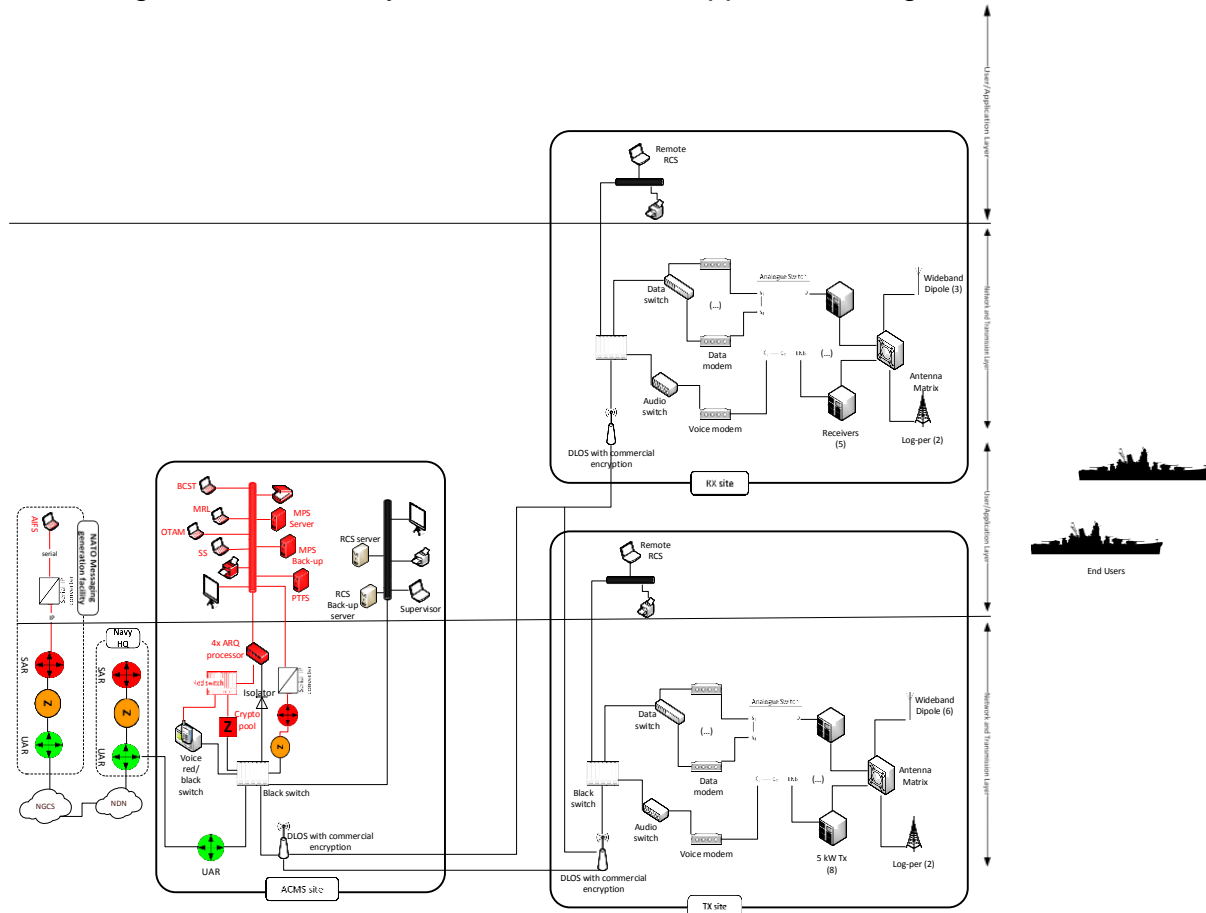 User/Application Layer
Remote
RCS
Analogue Switch
Data
switch
(...)
Data
modem
(...)
Audio
switch
Voice modem
Receivers
(5)
Wideband
Dipole (3)
Antenna
Matrix
Log-per (2)
DLOS with commercial
encryption
RX site
Network and Transmission Layer
User/Application Layer
End Users
AIFS
serial
IP
NATO Messaging
generation facility
SAR
Z
UAR
NGCS
Navy
HQ
SAR
Z
UAR
NDN
BCST
MRL
OTAM
SS
MPS
Server
MPS
Back-up
PTFS
RCS server
RCS
Back-up
server
Supervisor
4x ARQ
processor
Red switch
Isolator
Crypto
pool
Z
Z
Voice
red/
black
switch
Black switch
UAR
DLOS with commercial
encryption
ACMS site
Remote
RCS
Analogue Switch
Data
switch
(...)
Data
modem
(...)
Black
switch
Audio
switch
Voice modem
5 kW Tx
(8)
Wideband
Dipole (6)
Antenna
Matrix
Log-per (2)
DLOS with commercial
encryption
TX site
Network and Transmission Layer